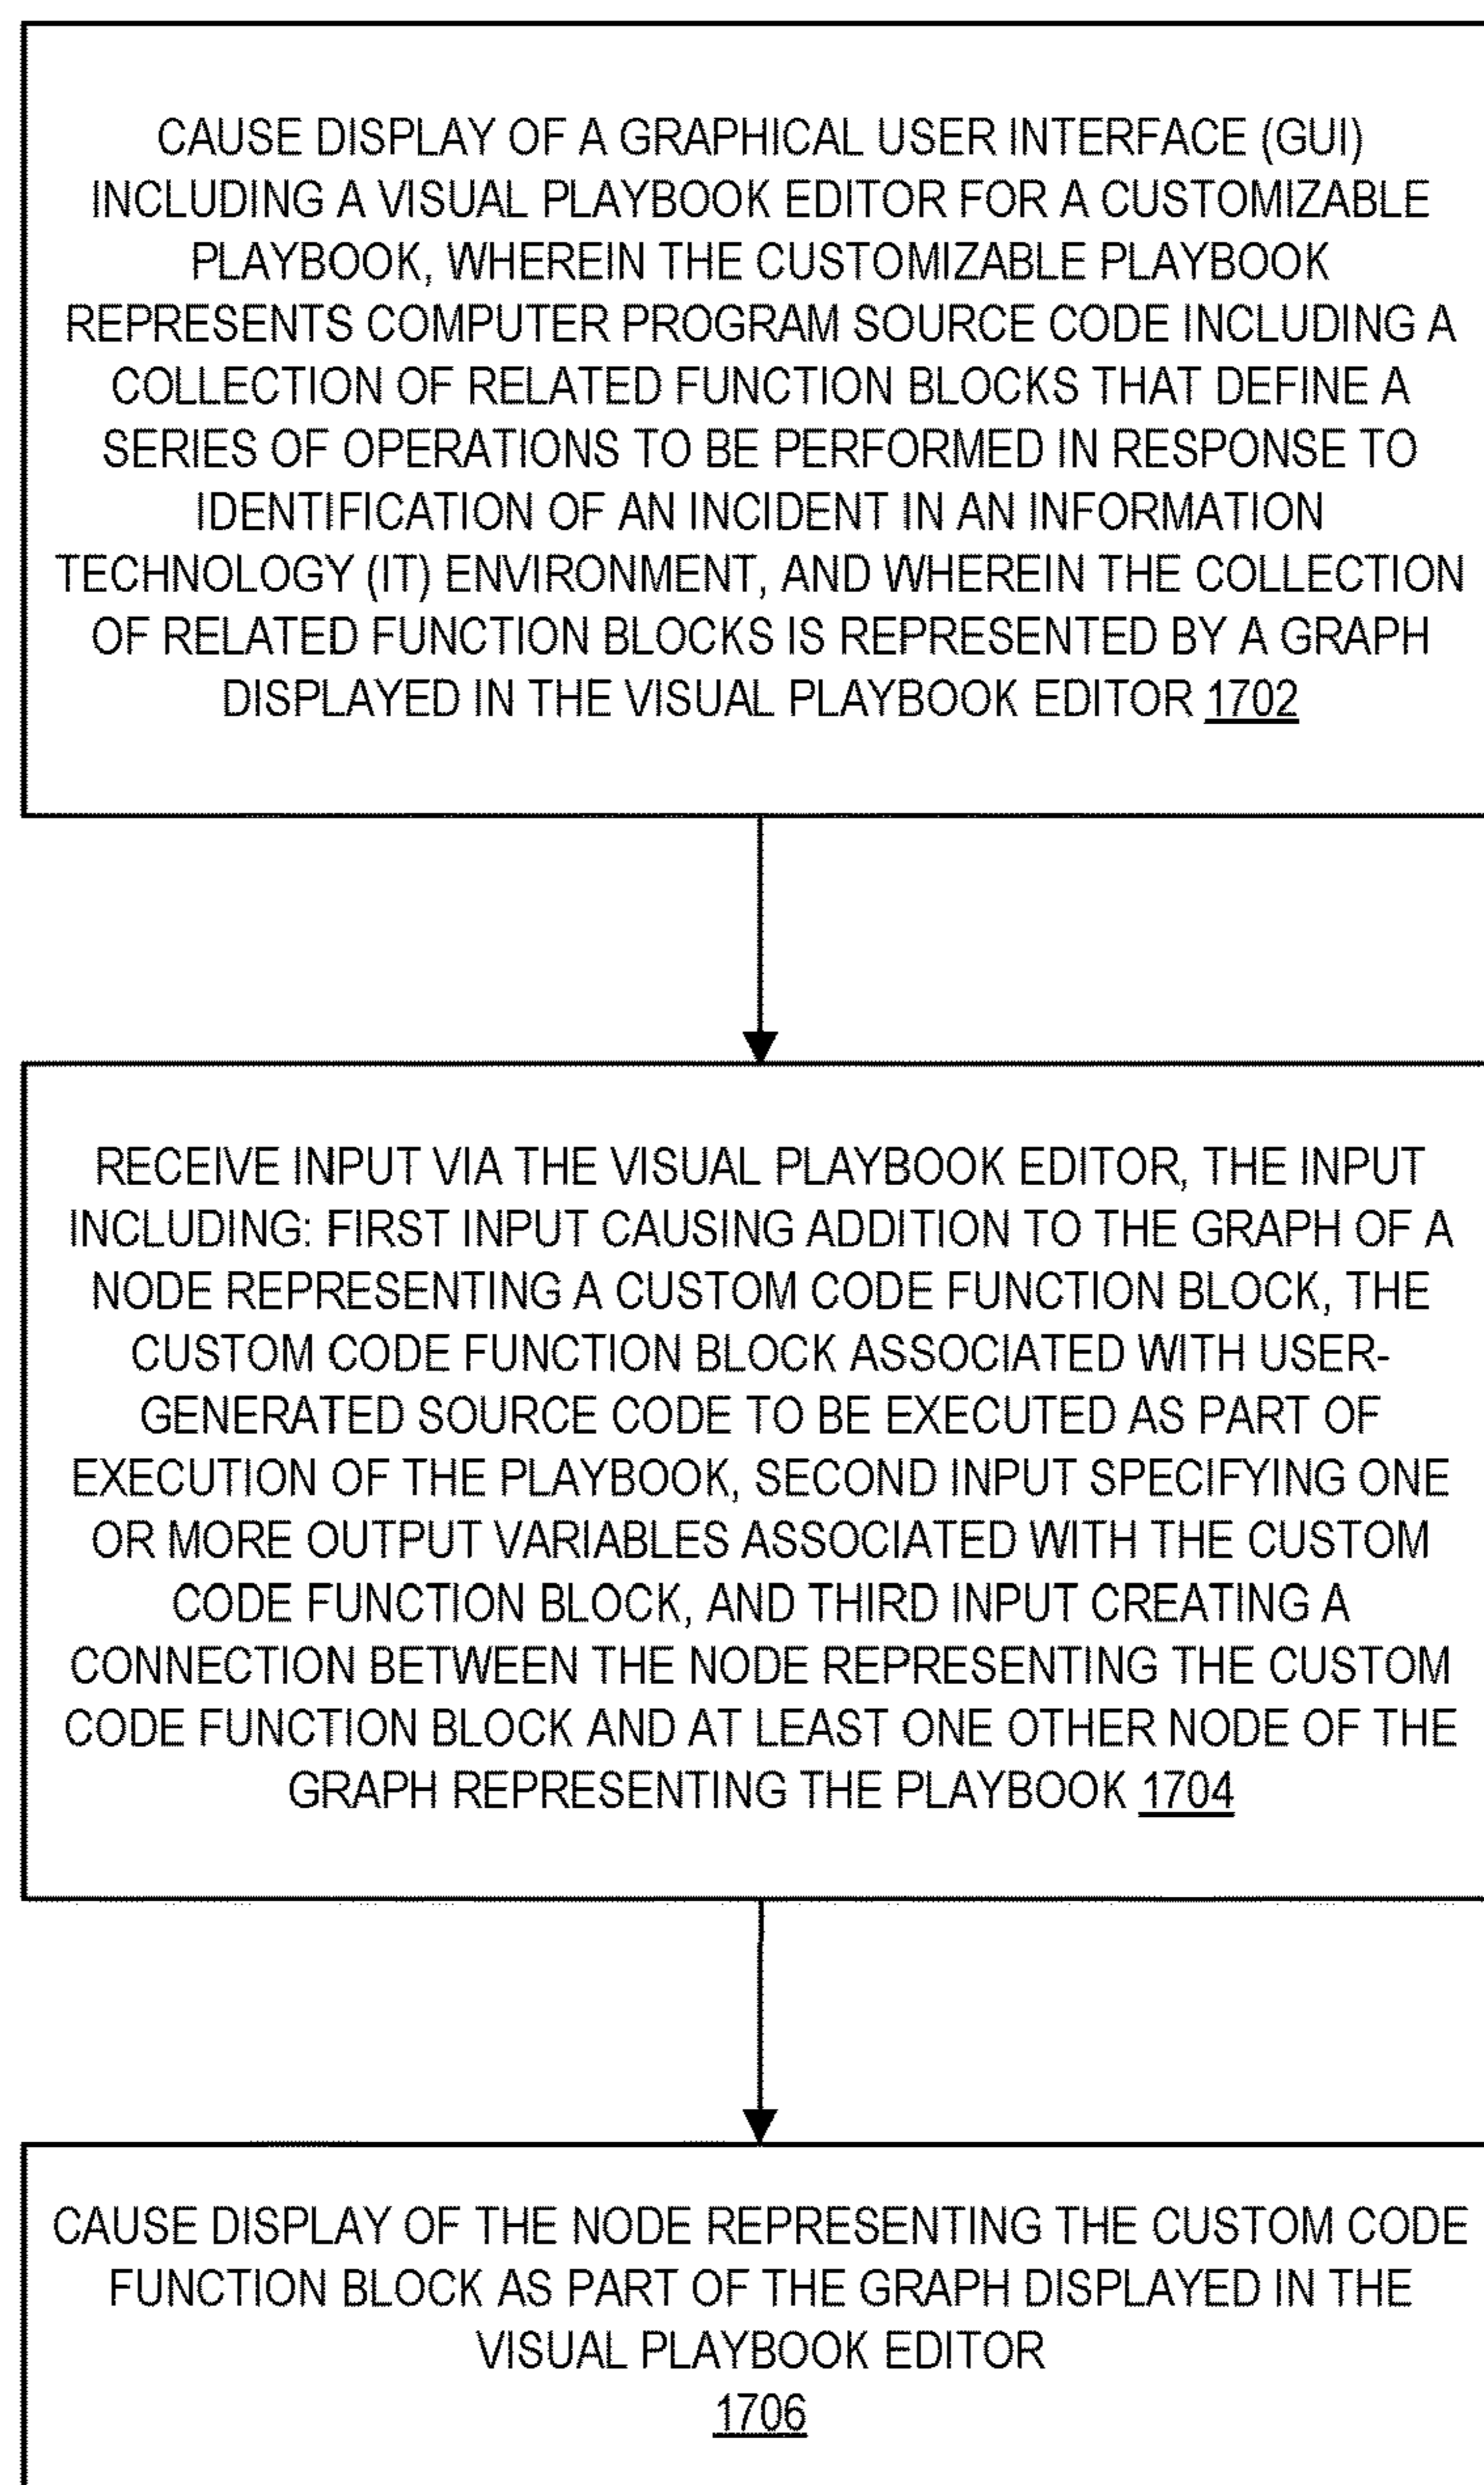 CAUSE DISPLAY OF A GRAPHICAL USER INTERFACE (GUI)
INCLUDING A VISUAL PLAYBOOK EDITOR FOR A CUSTOMIZABLE
PLAYBOOK, WHEREIN THE CUSTOMIZABLE PLAYBOOK
REPRESENTS COMPUTER PROGRAM SOURCE CODE INCLUDING A
COLLECTION OF RELATED FUNCTION BLOCKS THAT DEFINE A
SERIES OF OPERATIONS TO BE PERFORMED IN RESPONSE TO
IDENTIFICATION OF AN INCIDENT IN AN INFORMATION
TECHNOLOGY (IT) ENVIRONMENT, AND WHEREIN THE COLLECTION
OF RELATED FUNCTION BLOCKS IS REPRESENTED BY A GRAPH
DISPLAYED IN THE VISUAL PLAYBOOK EDITOR 1702
RECEIVE INPUT VIA THE VISUAL PLAYBOOK EDITOR, THE INPUT
INCLUDING: FIRST INPUT CAUSING ADDITION TO THE GRAPH OF A
NODE REPRESENTING A CUSTOM CODE FUNCTION BLOCK, THE
CUSTOM CODE FUNCTION BLOCK ASSOCIATED WITH USER-
GENERATED SOURCE CODE TO BE EXECUTED AS PART OF
EXECUTION OF THE PLAYBOOK, SECOND INPUT SPECIFYING ONE
OR MORE OUTPUT VARIABLES ASSOCIATED WITH THE CUSTOM
CODE FUNCTION BLOCK, AND THIRD INPUT CREATING A
CONNECTION BETWEEN THE NODE REPRESENTING THE CUSTOM
CODE FUNCTION BLOCK AND AT LEAST ONE OTHER NODE OF THE
GRAPH REPRESENTING THE PLAYBOOK 1704
CAUSE DISPLAY OF THE NODE REPRESENTING THE CUSTOM CODE
FUNCTION BLOCK AS PART OF THE GRAPH DISPLAYED IN THE
VISUAL PLAYBOOK EDITOR
1706